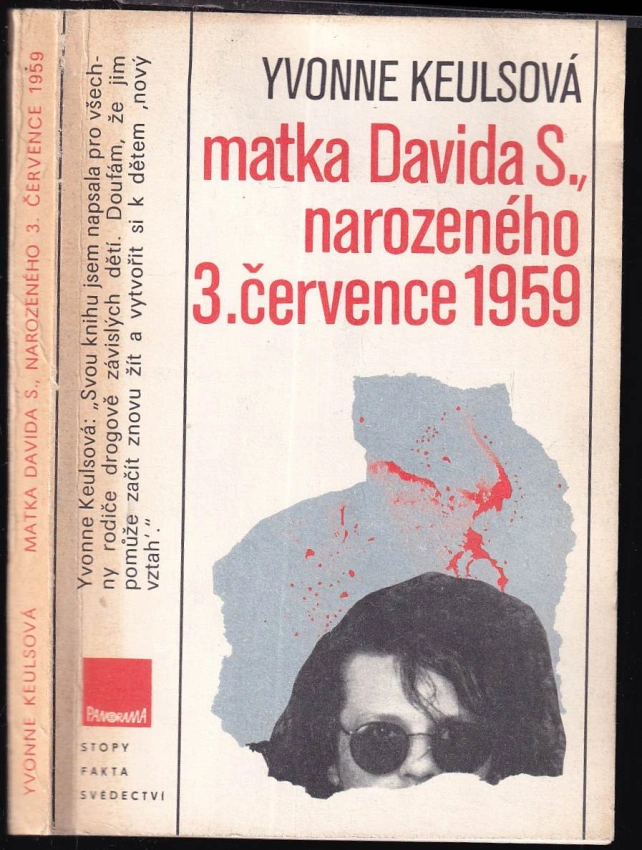 YVONNE KEULSOVÁ
matka Davida S.,
narozeného
3. července 1959
Yvonne Keulsová: „Svou knihu jsem napsala pro všech-
ny rodiče drogově závislých dětí. Doufám, že jim
pomůže začít znovu žít a vytvořit si k dětem ‚nový
vztah‘.“
PANORAMA
STOPY
FAKTA
SVĚDECTVÍ
YVONNE KEULSOVÁ MATKA DAVIDA S., NAROZENÉHO 3. ČERVENCE 1959